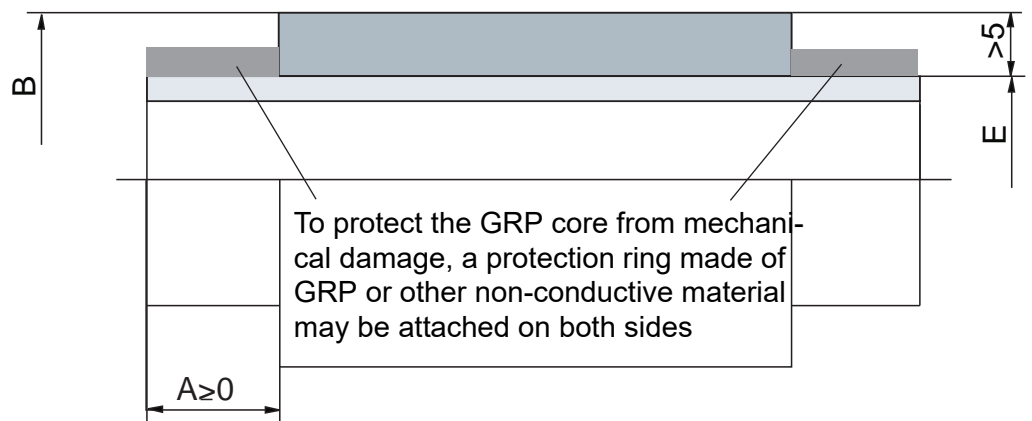 B
>5
E
To protect the GRP core from mechani-
cal damage, a protection ring made of
GRP or other non-conductive material
may be attached on both sides
A≥0